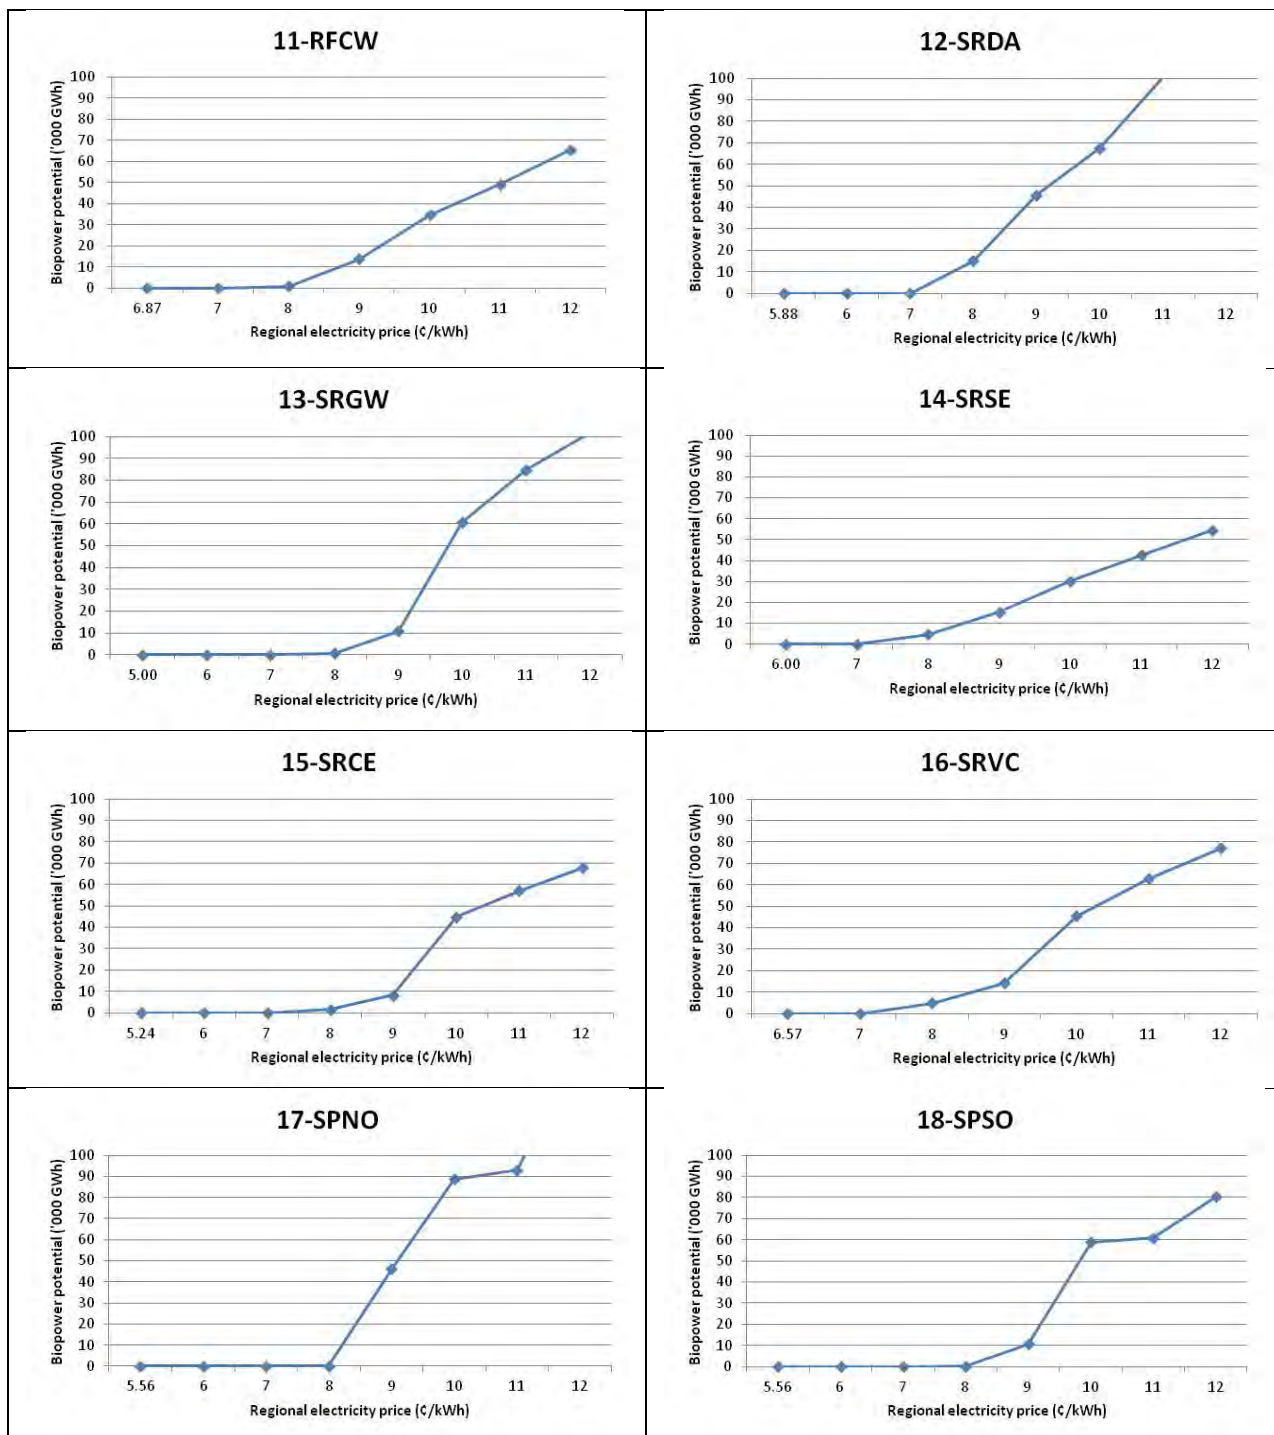 11-RFCW
Biopower potential ('000 GWh)
100
90
80
70
60
50
40
30
20
10
0
6.87 7 8 9 10 11 12
Regional electricity price (¢/kWh)
12-SRDA
Biopower potential ('000 GWh)
100
90
80
70
60
50
40
30
20
10
0
5.88 6 7 8 9 10 11 12
Regional electricity price (¢/kWh)
13-SRGW
Biopower potential ('000 GWh)
100
90
80
70
60
50
40
30
20
10
0
5.00 6 7 8 9 10 11 12
Regional electricity price (¢/kWh)
14-SRSE
Biopower potential ('000 GWh)
100
90
80
70
60
50
40
30
20
10
0
6.00 7 8 9 10 11 12
Regional electricity price (¢/kWh)
15-SRCE
Biopower potential ('000 GWh)
100
90
80
70
60
50
40
30
20
10
0
5.24 6 7 8 9 10 11 12
Regional electricity price (¢/kWh)
16-SRVC
Biopower potential ('000 GWh)
100
90
80
70
60
50
40
30
20
10
0
6.57 7 8 9 10 11 12
Regional electricity price (¢/kWh)
17-SPNO
Biopower potential ('000 GWh)
100
90
80
70
60
50
40
30
20
10
0
5.56 6 7 8 9 10 11 12
Regional electricity price (¢/kWh)
18-SPSO
Biopower potential ('000 GWh)
100
90
80
70
60
50
40
30
20
10
0
5.56 6 7 8 9 10 11 12
Regional electricity price (¢/kWh)